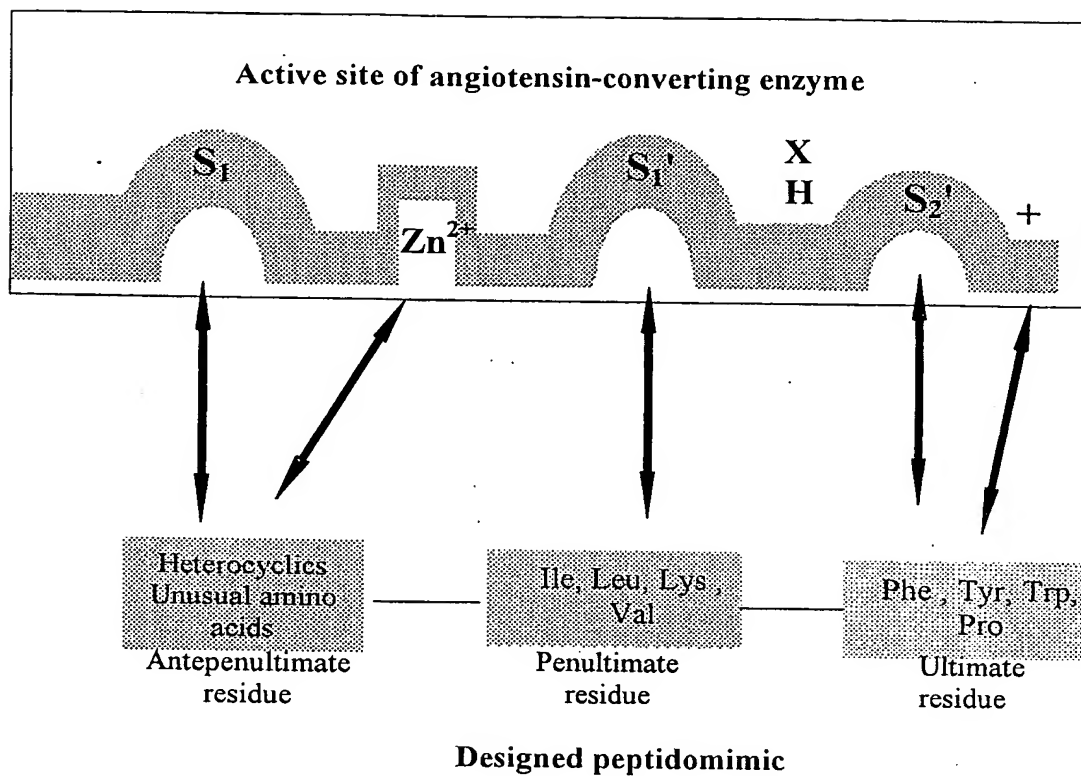 Active site of angiotensin-converting enzyme
S₁
Zn²⁺
S₁'
X
H
S₂'
+
Heterocyclics
Unusual amino
acids
Antepenultimate
residue
Ile, Leu, Lys ,
Val
Penultimate
residue
Phe , Tyr, Trp,
Pro
Ultimate
residue
Designed peptidomimic